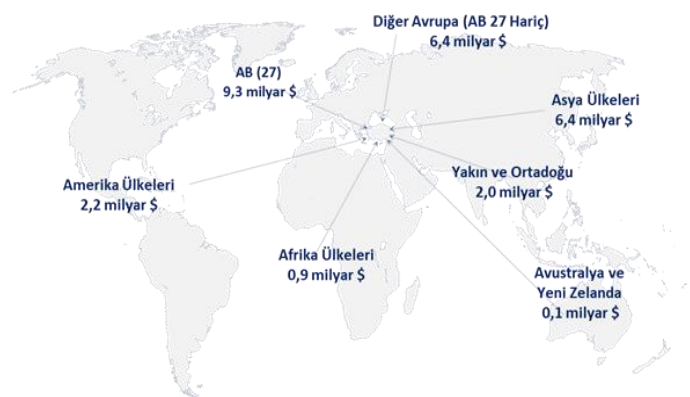 Diğer Avrupa (AB 27 Hariç)
6,4 milyar $
AB (27)
9,3 milyar $
Asya Ülkeleri
6,4 milyar $
Yakın ve Ortadoğu
2,0 milyar $
Amerika Ülkeleri
2,2 milyar $
Afrika Ülkeleri
0,9 milyar $
Avustralya ve
Yeni Zelanda
0,1 milyar $